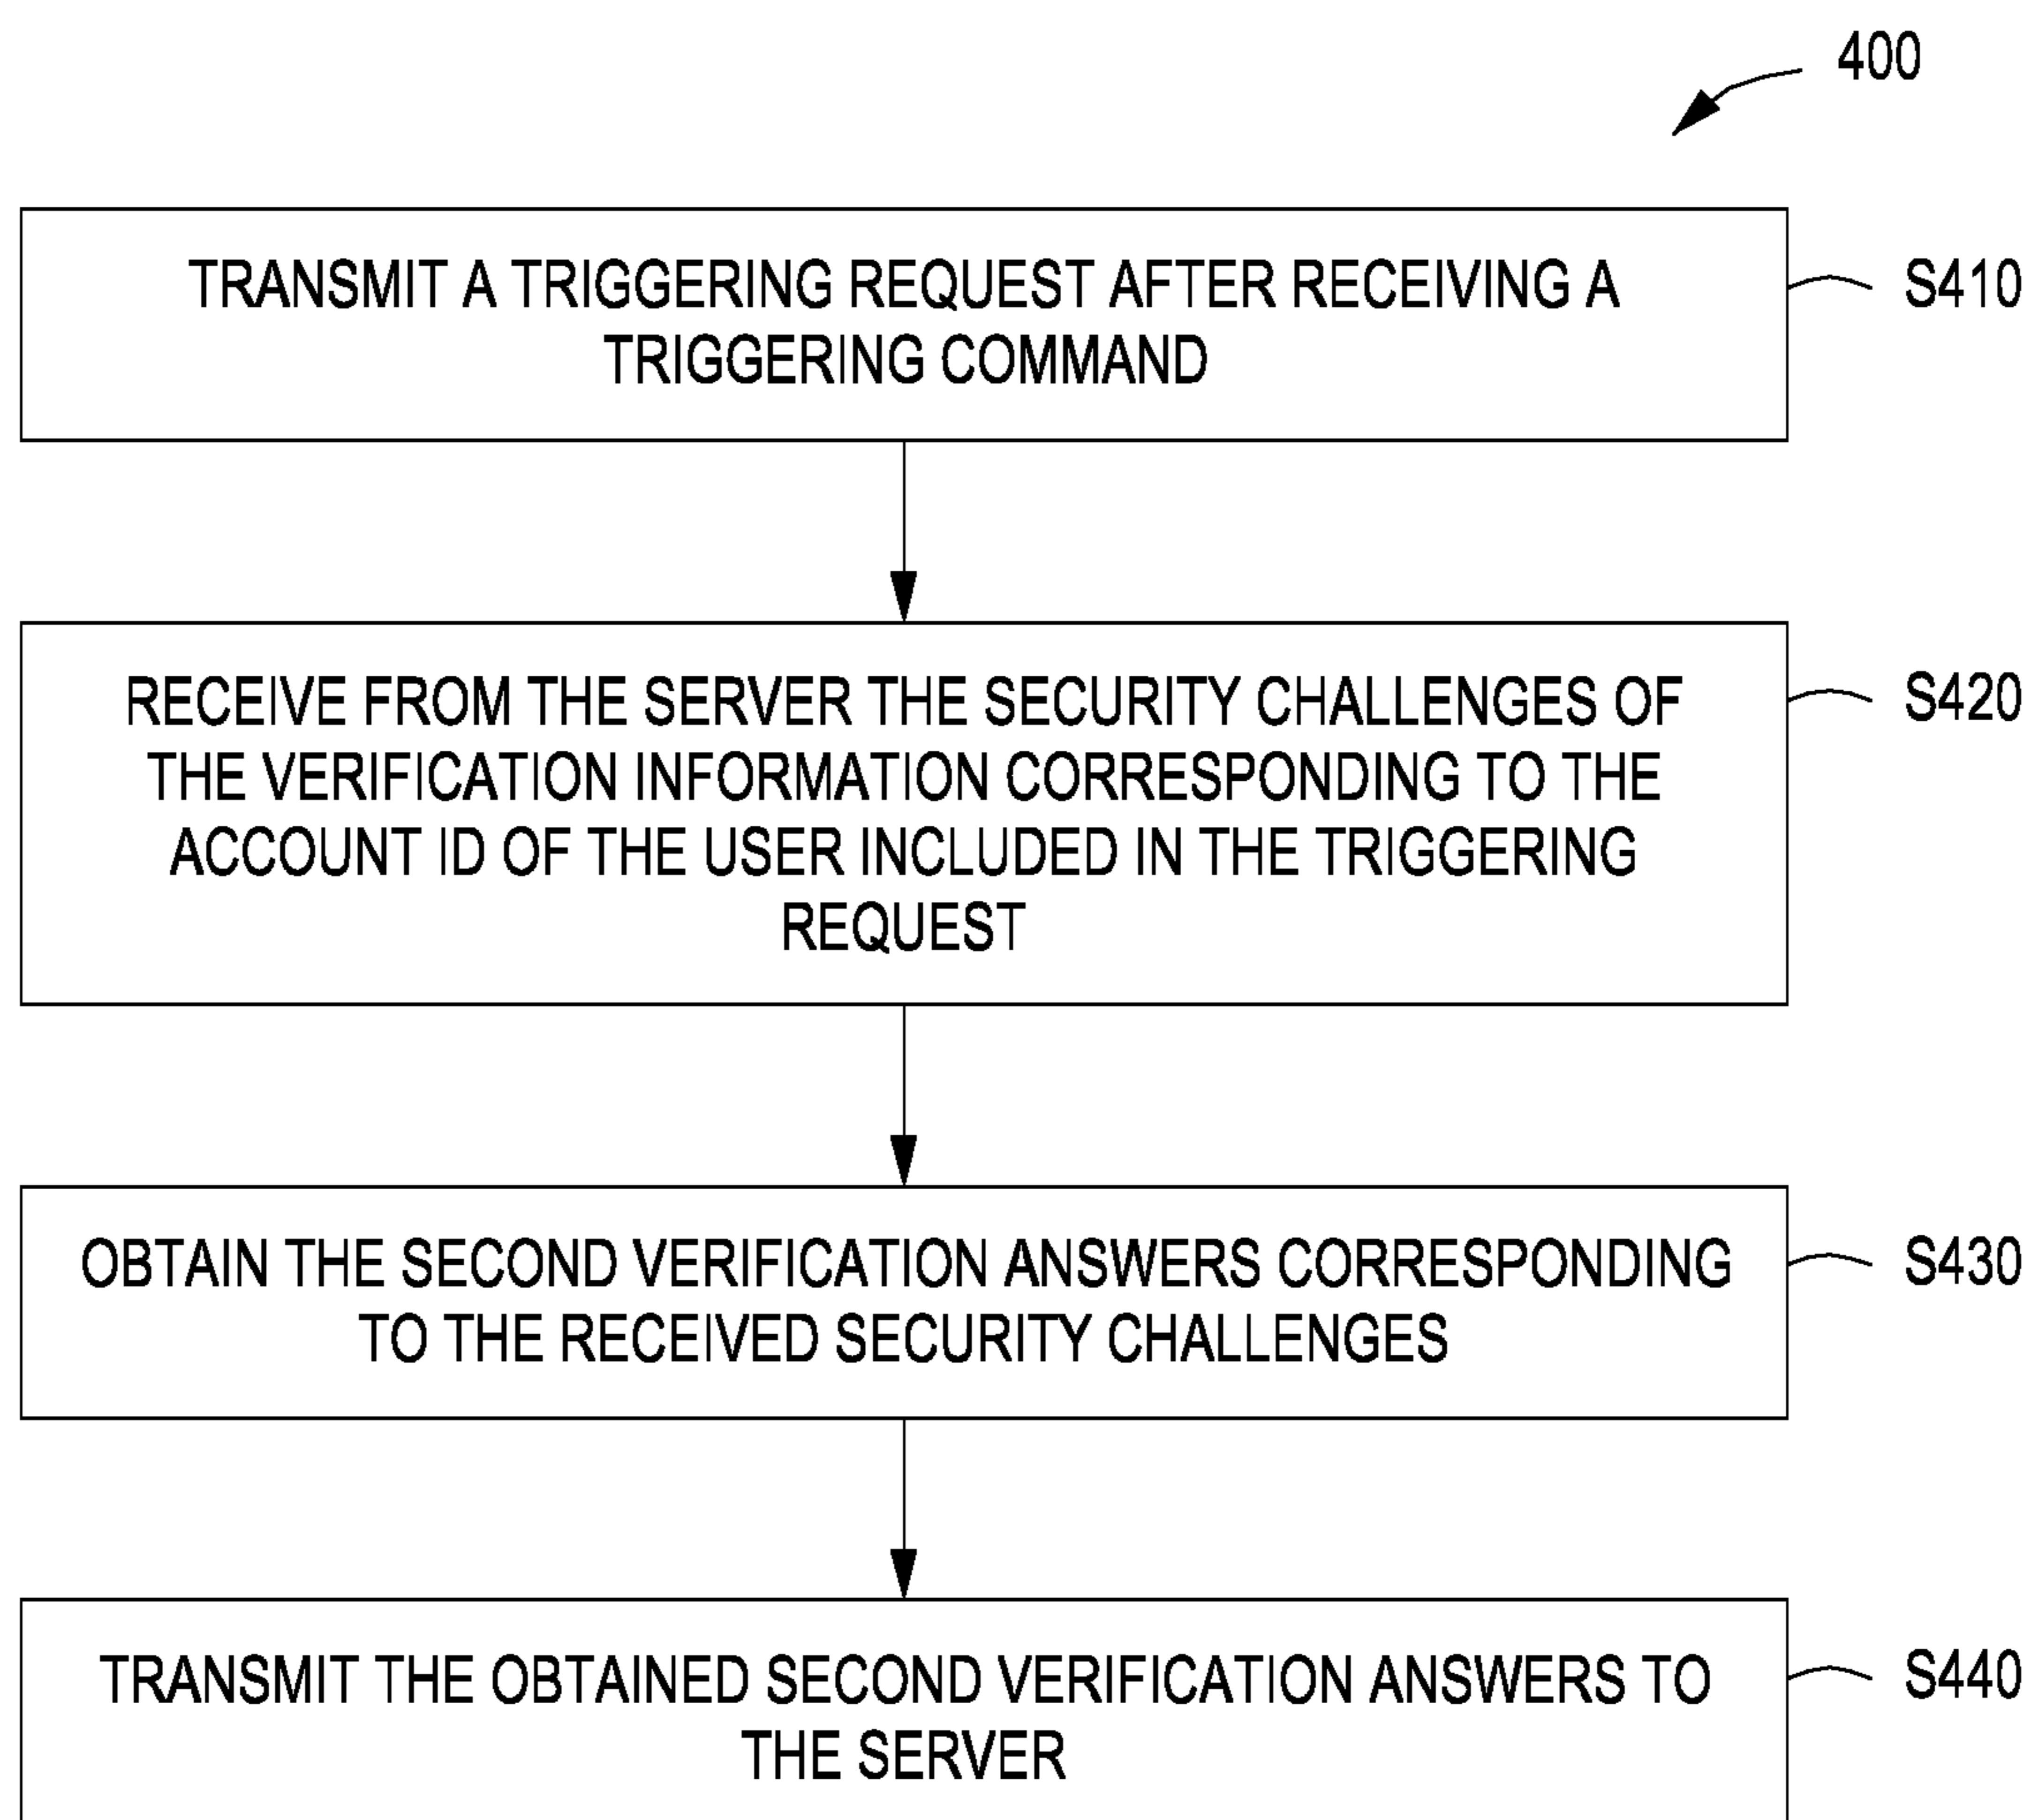 400
TRANSMIT A TRIGGERING REQUEST AFTER RECEIVING A
TRIGGERING COMMAND
S410
RECEIVE FROM THE SERVER THE SECURITY CHALLENGES OF
THE VERIFICATION INFORMATION CORRESPONDING TO THE
ACCOUNT ID OF THE USER INCLUDED IN THE TRIGGERING
REQUEST
S420
OBTAIN THE SECOND VERIFICATION ANSWERS CORRESPONDING
TO THE RECEIVED SECURITY CHALLENGES
S430
TRANSMIT THE OBTAINED SECOND VERIFICATION ANSWERS TO
THE SERVER
S440